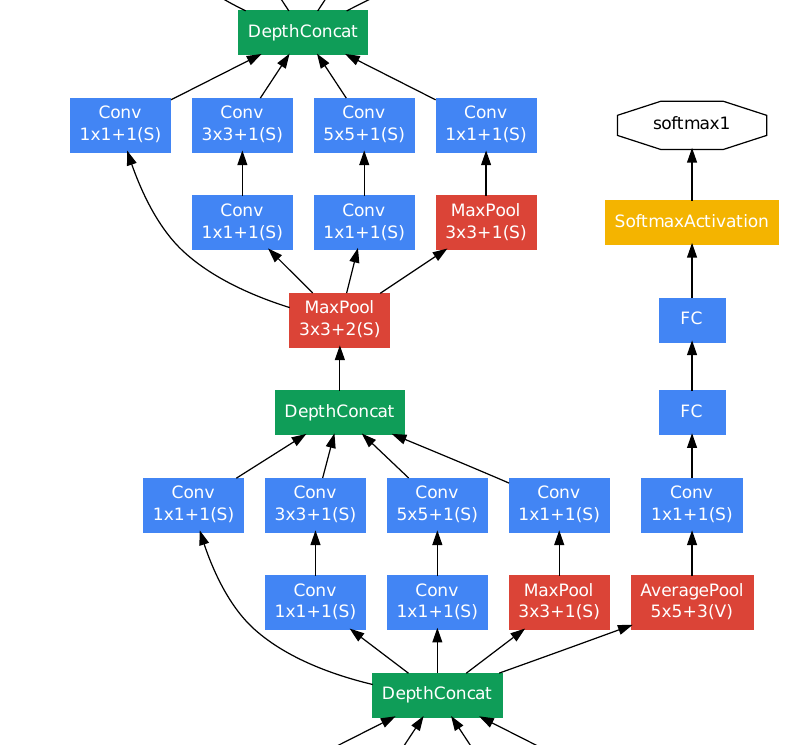 DepthConcat
Conv
1x1+1(S)
Conv
3x3+1(S)
Conv
5x5+1(S)
Conv
1x1+1(S)
softmax1
Conv
1x1+1(S)
Conv
1x1+1(S)
MaxPool
3x3+1(S)
SoftmaxActivation
MaxPool
3x3+2(S)
FC
DepthConcat
FC
Conv
1x1+1(S)
Conv
3x3+1(S)
Conv
5x5+1(S)
Conv
1x1+1(S)
Conv
1x1+1(S)
Conv
1x1+1(S)
Conv
1x1+1(S)
MaxPool
3x3+1(S)
AveragePool
5x5+3(V)
DepthConcat